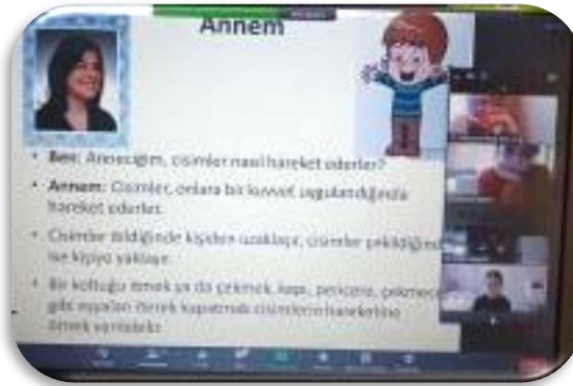 Annem
• Ben: Anneciğim, cisimler nasıl hareket ederler?
• Annem: Cisimler, onlara bir kuvvet uygulandığında
hareket ederler.
• Cisimler itildiğinde kişiden uzaklaşır, cisimler çekildiğinde
ise kişiye yaklaşır.
• Bir koltuğu itmek ya da çekmek, kapı, pencere, çekmece
gibi eşyaları iterek kapatmak cisimlerin hareketine
örnek verilebilir.